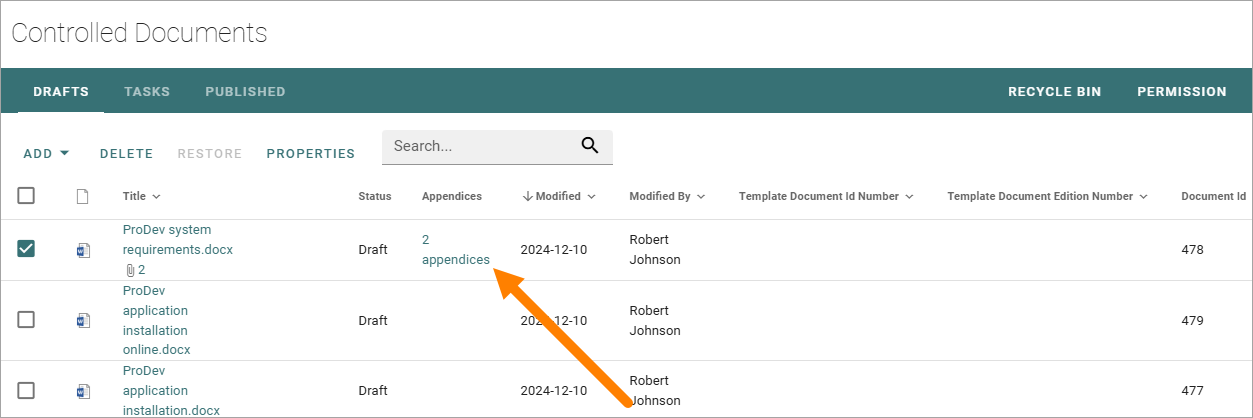 Controlled Documents
DRAFTS TASKS PUBLISHED RECYCLE BIN PERMISSION
ADD DELETE RESTORE PROPERTIES Search...
Title Status Appendices Modified Modified By Template Document Id Number Template Document Edition Number Document Id
ProDev system
requirements.docx
2
Draft
2
appendices
2024-12-10
Robert
Johnson
478
ProDev
application
installation
online.docx
Draft
2024-12-10
Robert
Johnson
479
ProDev
application
installation.docx
Draft
2024-12-10
Robert
Johnson
477